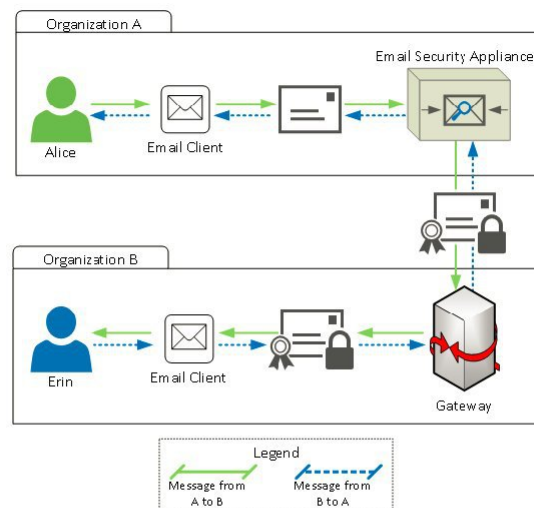 Organization A
Email Security Appliance
Alice
Email Client
Organization B
Erin
Email Client
Gateway
Legend
Message from
A to B
Message from
B to A